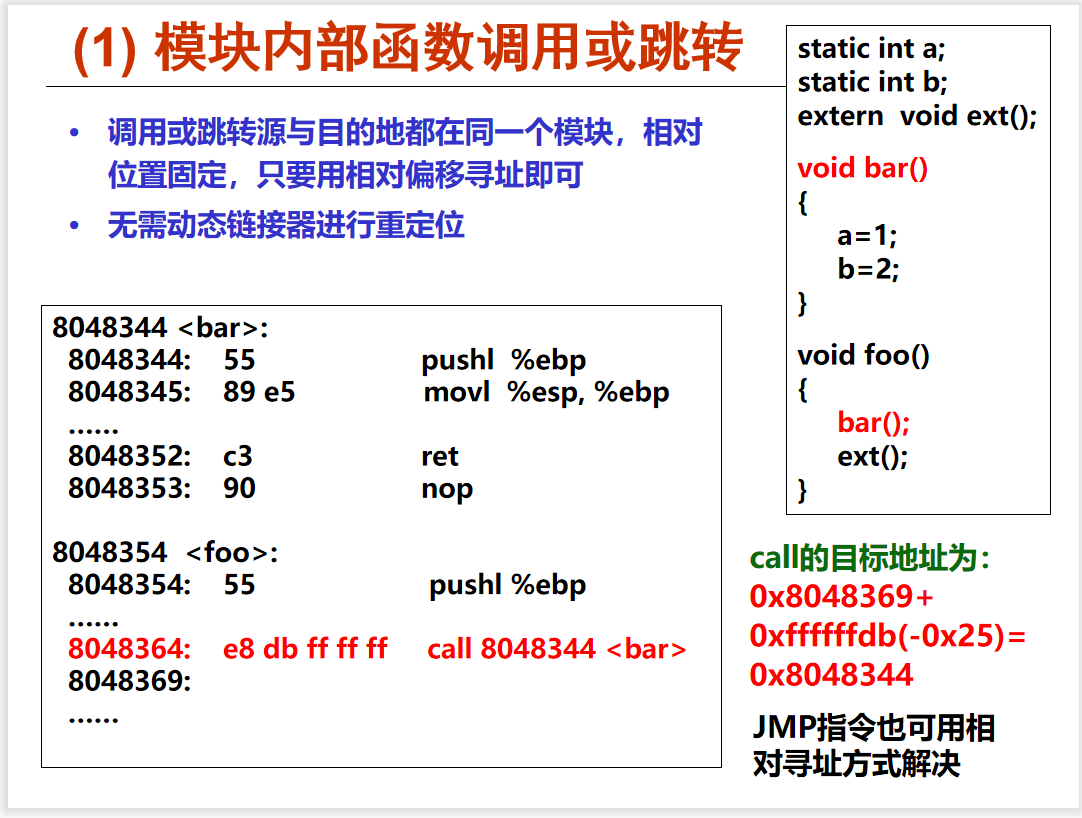 (1) 模块内部函数调用或跳转
• 调用或跳转源与目的地都在同一个模块，相对
位置固定，只要用相对偏移寻址即可
• 无需动态链接器进行重定位
8048344 <bar>:
8048344: 55 pushl %ebp
8048345: 89 e5 movl %esp, %ebp
......
8048352: c3 ret
8048353: 90 nop
8048354 <foo>:
8048354: 55 pushl %ebp
......
8048364: e8 db ff ff ff call 8048344 <bar>
8048369:
......
static int a;
static int b;
extern void ext();
void bar()
{
a=1;
b=2;
}
void foo()
{
bar();
ext();
}
call的目标地址为：
0x8048369+
0xffffffdb(-0x25)=
0x8048344
JMP指令也可用相
对寻址方式解决